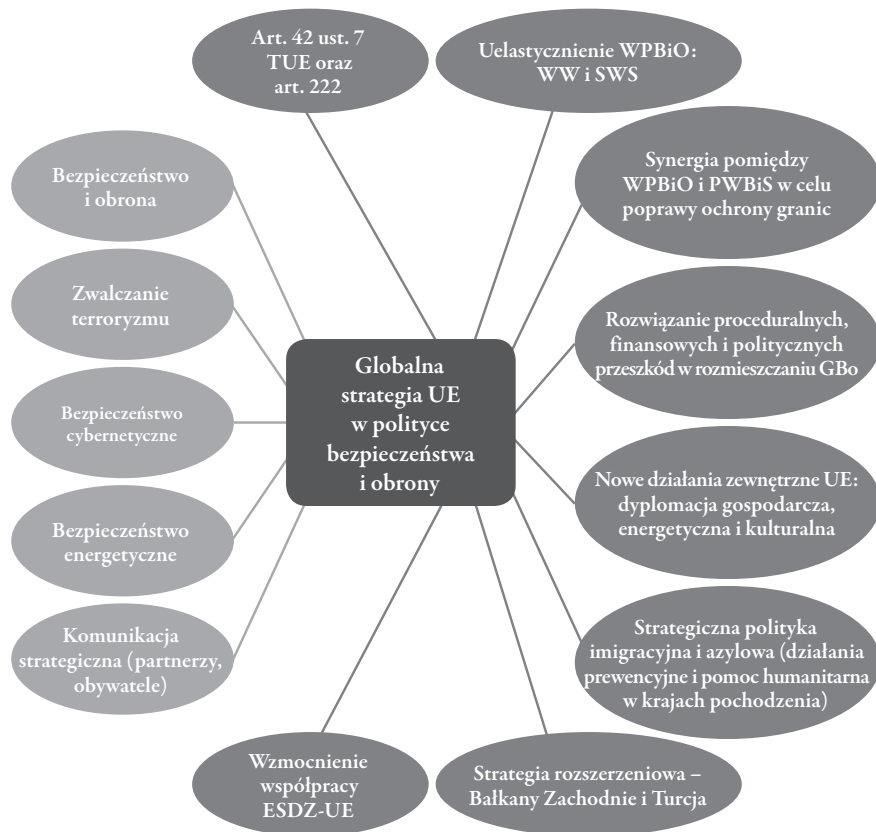 Art. 42 ust. 7
TUE oraz
art. 222
Uelastycznienie WPBiO:
WW i SWS
Bezpieczeństwo
i obrona
Synergia pomiędzy
WPBiO i PWBiS w celu
poprawy ochrony granic
Zwalczanie
terroryzmu
Rozwiązanie proceduralnych,
finansowych i politycznych
przeszkód w rozmieszczaniu GBo
Globalna
strategia UE
w polityce
bezpieczeństwa
i obrony
Bezpieczeństwo
cybernetyczne
Nowe działania zewnętrzne UE:
dyplomacja gospodarcza,
energetyczna i kulturalna
Bezpieczeństwo
energetyczne
Komunikacja
strategiczna (partnerzy,
obywatele)
Strategiczna polityka
imigracyjna i azylowa (działania
prewencyjne i pomoc humanitarna
w krajach pochodzenia)
Wzmocnienie
współpracy
ESDZ-UE
Strategia rozszerzeniowa –
Bałkany Zachodnie i Turcja